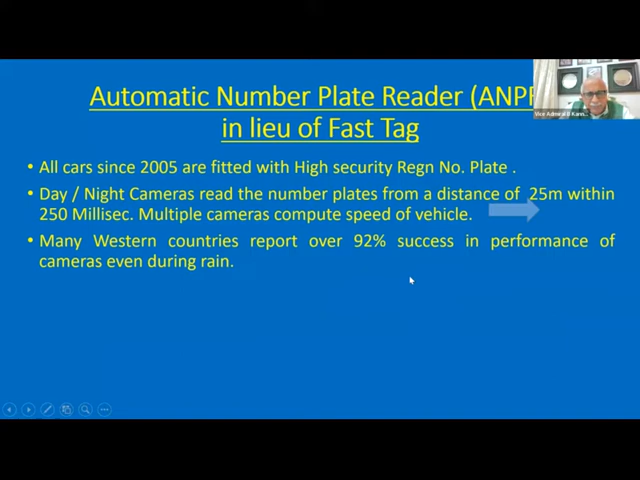 Automatic Number Plate Reader (ANPR
in lieu of Fast Tag
• All cars since 2005 are fitted with High security Regn No. Plate .
• Day / Night Cameras read the number plates from a distance of 25m within
250 Millisec. Multiple cameras compute speed of vehicle.
• Many Western countries report over 92% success in performance of
cameras even during rain.
Vice Admiral